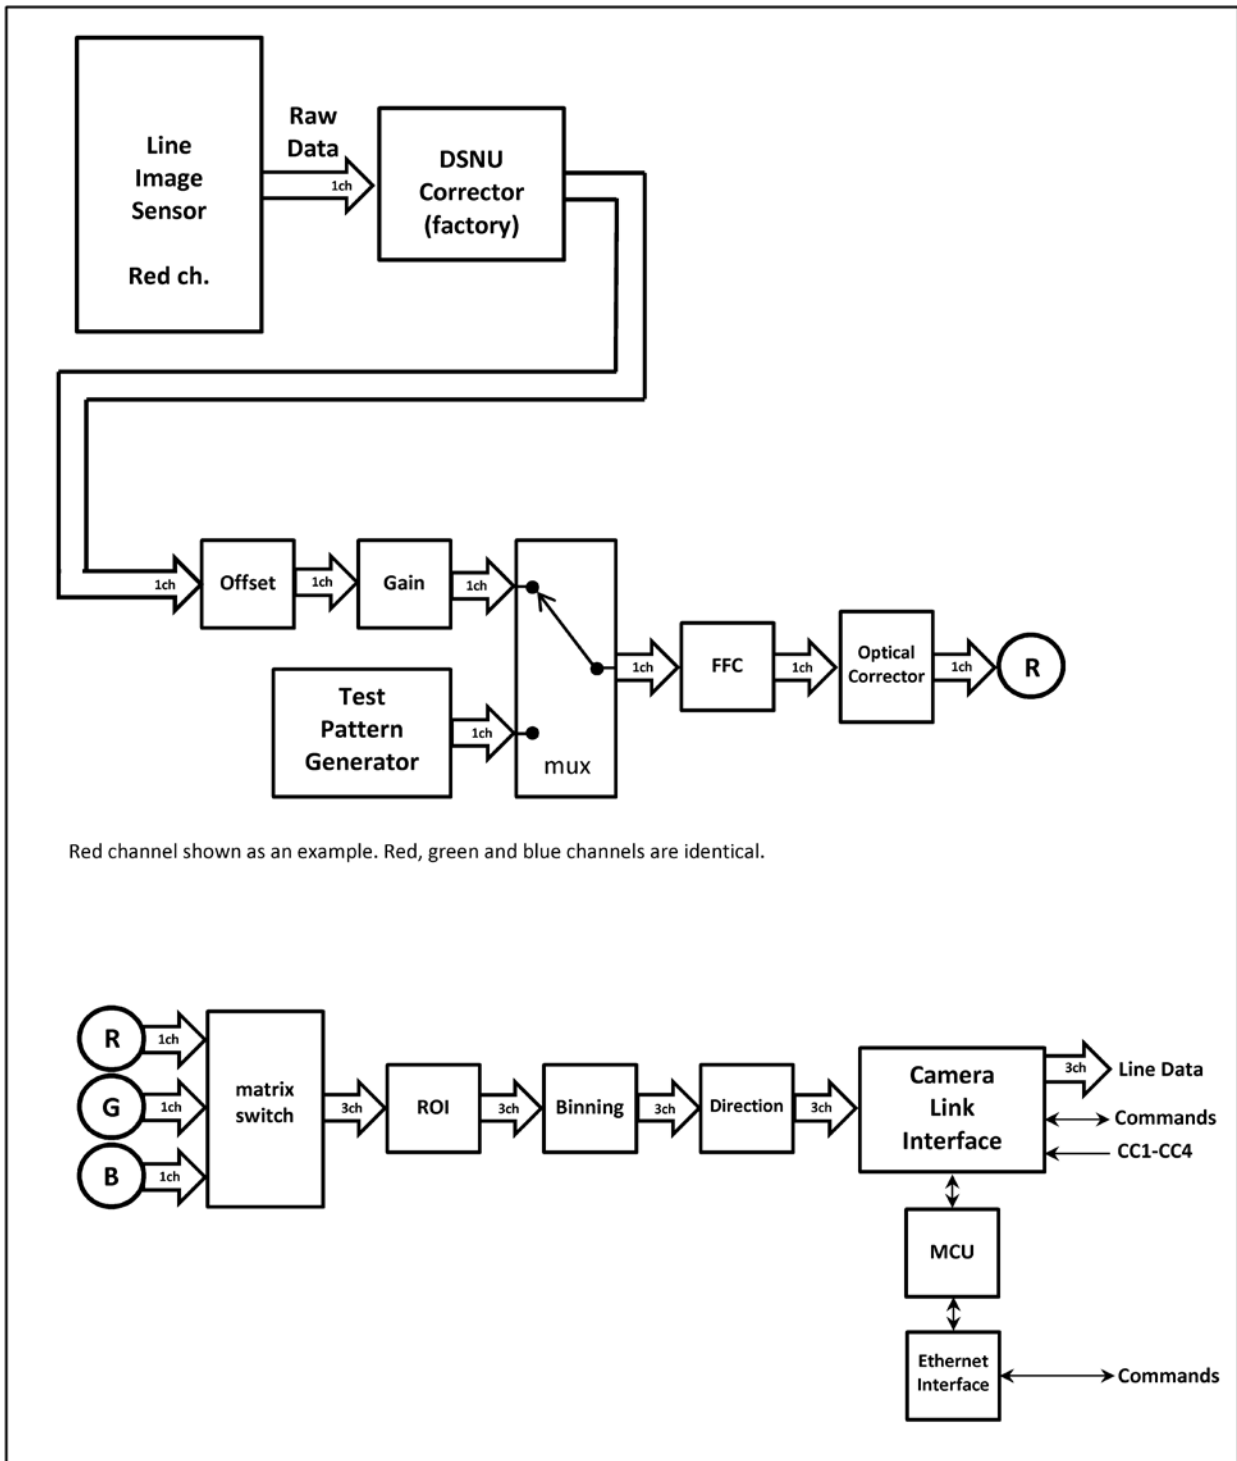 Line
Image
Sensor
Red ch.
Raw
Data
1ch
DSNU
Corrector
(factory)
1ch
Offset
1ch
Gain
1ch
Test
Pattern
Generator
1ch
mux
1ch
FFC
1ch
Optical
Corrector
1ch
R
Red channel shown as an example. Red, green and blue channels are identical.
R
1ch
G
1ch
B
1ch
matrix
switch
3ch
ROI
3ch
Binning
3ch
Direction
3ch
Camera
Link
Interface
3ch
Line Data
Commands
CC1-CC4
MCU
Ethernet
Interface
Commands